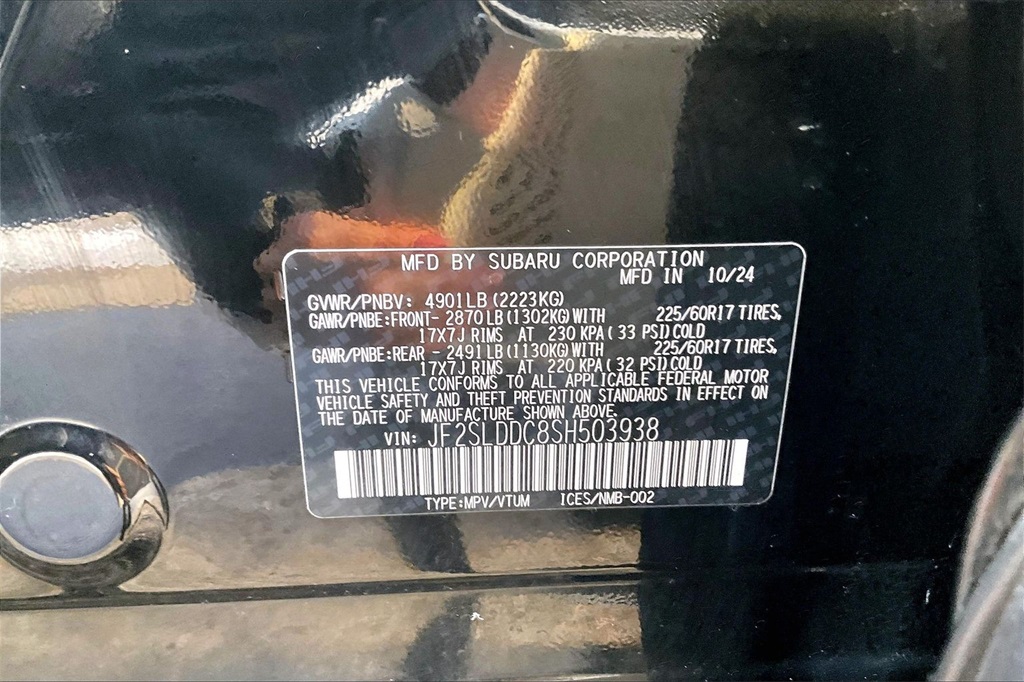 MFD BY SUBARU CORPORATION
MFD IN 10/24
GVWR/PNBV: 4901LB(2223KG)
GAWR/PNBE:FRONT- 2870LB(1302KG)WITH 225/60R17 TIRES,
17X7J RIMS AT 230 KPA( 33 PSI)COLD
GAWR/PNBE:REAR - 2491LB(1130KG)WITH 225/60R17 TIRES,
17X7J RIMS AT 220 KPA( 32 PSI)COLD
THIS VEHICLE CONFORMS TO ALL APPLICABLE FEDERAL MOTOR
VEHICLE SAFETY AND THEFT PREVENTION STANDARDS IN EFFECT ON
THE DATE OF MANUFACTURE SHOWN ABOVE.
VIN: JF2SLDDC8SH503938
TYPE:MPV/VTUM ICES/NMB-002